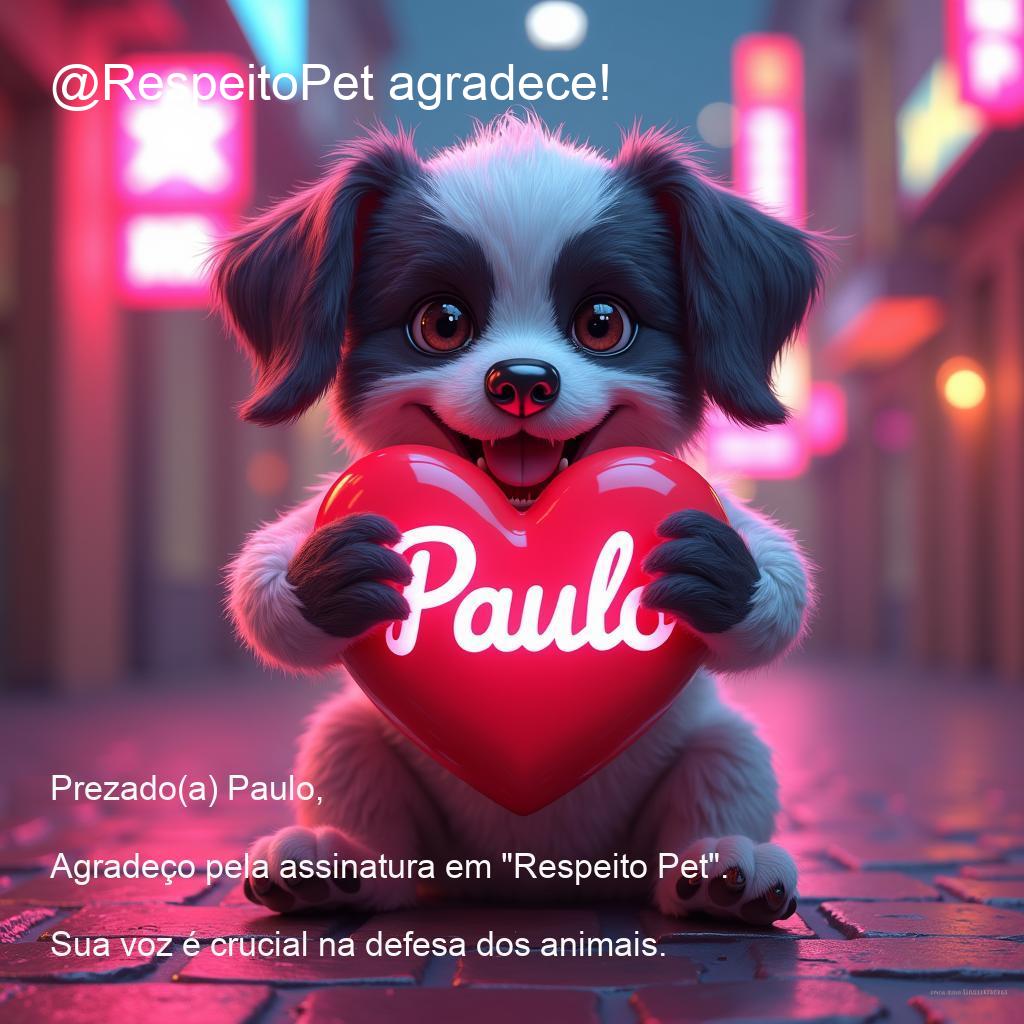 @RespeitoPet agradece!
Paulo
Prezado(a) Paulo,
Agradeço pela assinatura em "Respeito Pet".
Sua voz é crucial na defesa dos animais.